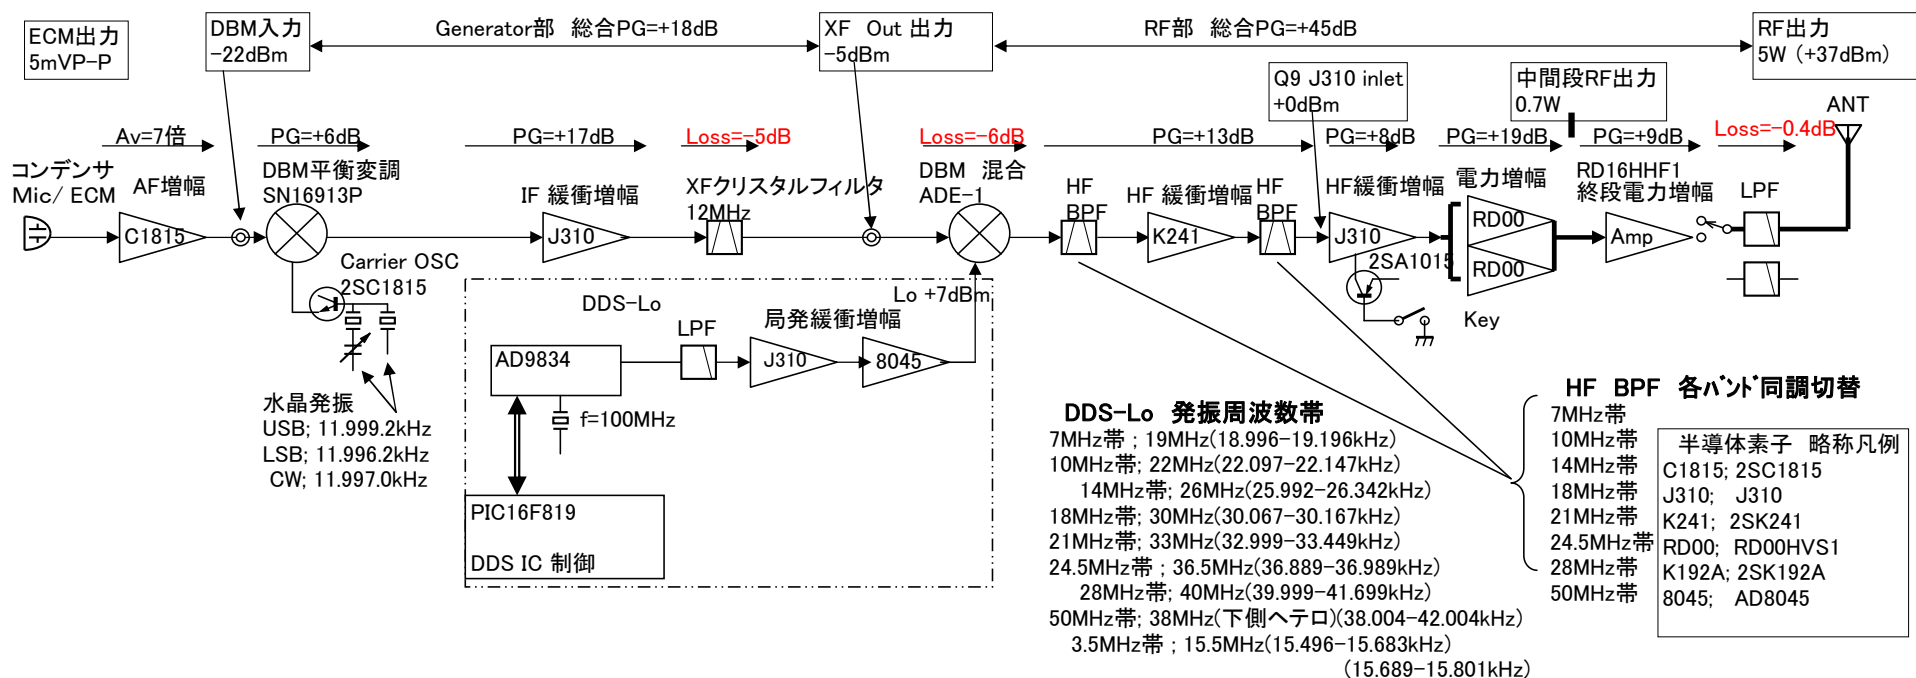 ECM出力
5mVP-P
DBM入力
-22dBm
Generator部 総合PG=+18dB
XF Out 出力
-5dBm
RF部 総合PG=+45dB
RF出力
5W (+37dBm)
Q9 J310 inlet
+0dBm
中間段RF出力
0.7W
ANT
Av=7倍
PG=+6dB
PG=+17dB
Loss=-5dB
Loss=-6dB
PG=+13dB
PG=+8dB
PG=+19dB
PG=+9dB
Loss=-0.4dB
コンデンサ
Mic/ ECM
AF増幅
DBM平衡変調
SN16913P
IF 緩衝増幅
XFクリスタルフィルタ
12MHz
DBM 混合
ADE-1
HF
BPF
HF 緩衝増幅
HF
BPF
HF緩衝増幅
電力増幅
RD16HHF1
終段電力増幅
LPF
C1815
J310
K241
J310
RD00
RD00
Amp
2SA1015
Key
Carrier OSC
2SC1815
DDS-Lo
Lo +7dBm
LPF
局発緩衝増幅
AD9834
J310
8045
f=100MHz
PIC16F819
DDS IC 制御
水晶発振
USB; 11.999.2kHz
LSB; 11.996.2kHz
CW; 11.997.0kHz
DDS-Lo 発振周波数帯
7MHz帯 ; 19MHz(18.996-19.196kHz)
10MHz帯; 22MHz(22.097-22.147kHz)
14MHz帯; 26MHz(25.992-26.342kHz)
18MHz帯; 30MHz(30.067-30.167kHz)
21MHz帯; 33MHz(32.999-33.449kHz)
24.5MHz帯 ; 36.5MHz(36.889-36.989kHz)
28MHz帯; 40MHz(39.999-41.699kHz)
50MHz帯; 38MHz(下側ヘテロ)(38.004-42.004kHz)
3.5MHz帯 ; 15.5MHz(15.496-15.683kHz)
(15.689-15.801kHz)
HF BPF 各バンド同調切替
7MHz帯
10MHz帯
14MHz帯
18MHz帯
21MHz帯
24.5MHz帯
28MHz帯
50MHz帯
半導体素子 略称凡例
C1815; 2SC1815
J310; J310
K241; 2SK241
RD00; RD00HVS1
K192A; 2SK192A
8045; AD8045